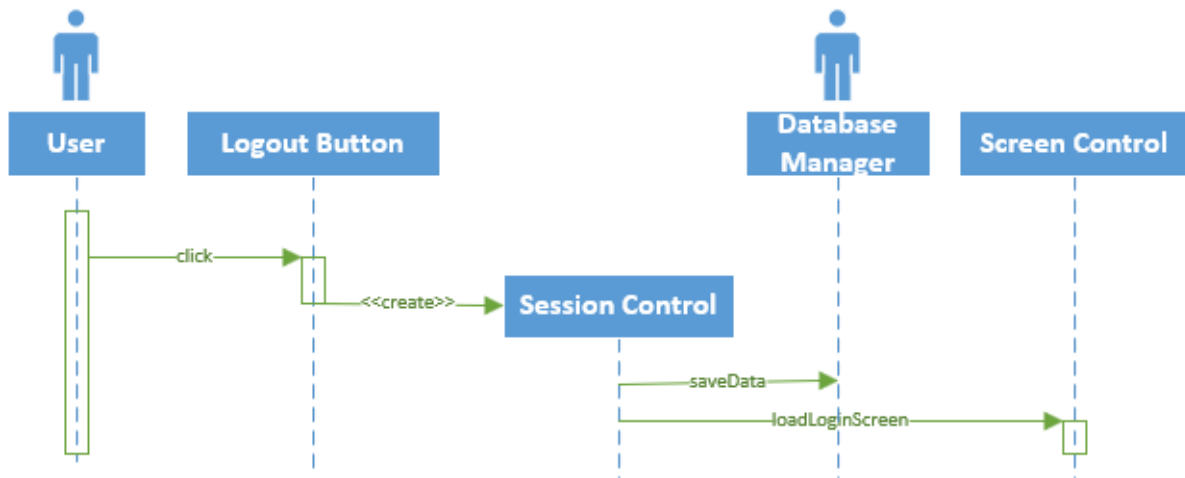 User
Logout Button
Database
Manager
Screen Control
click
<<create>>
Session Control
saveData
loadLoginScreen